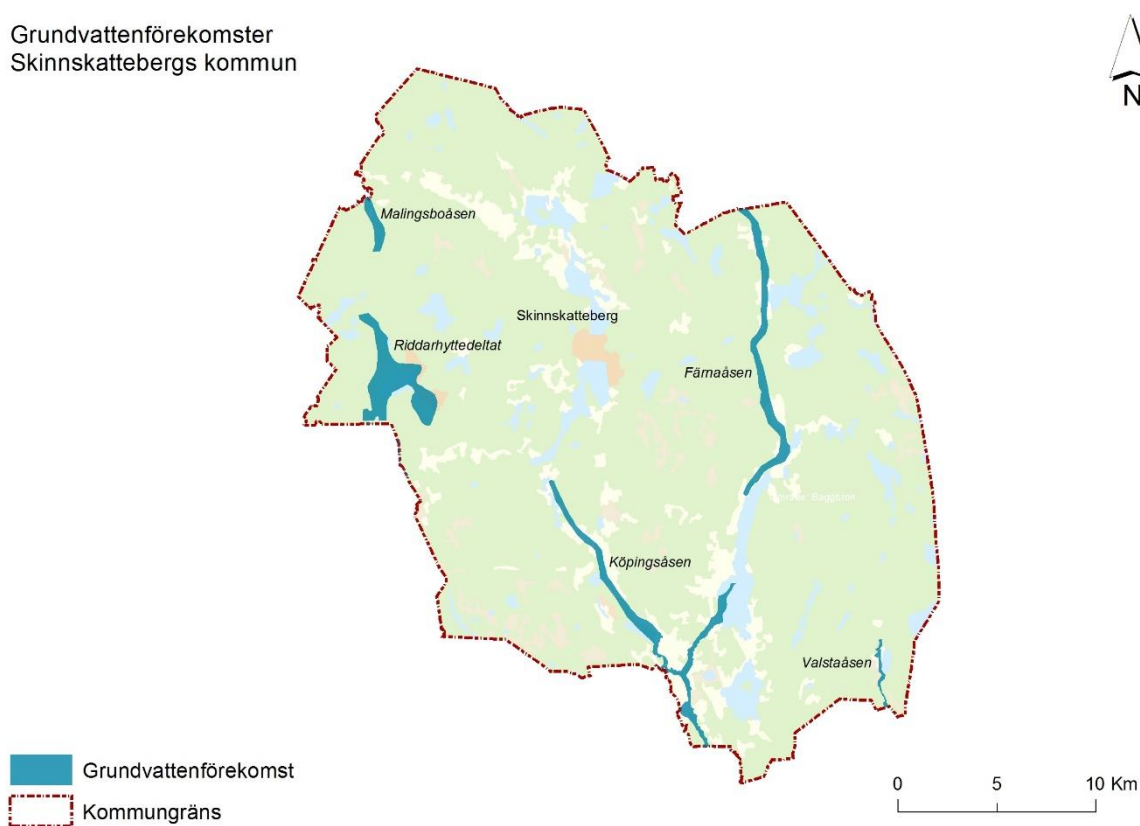 Grundvattenförekomster
Skinnskattebergs kommun
N
Malingsboåsen
Skinnskatteberg
Riddarhyttedeltat
Färnaåsen
Köpingsåsen
Valstaåsen
Grundvattenförekomst
Kommungräns
0 5 10 Km